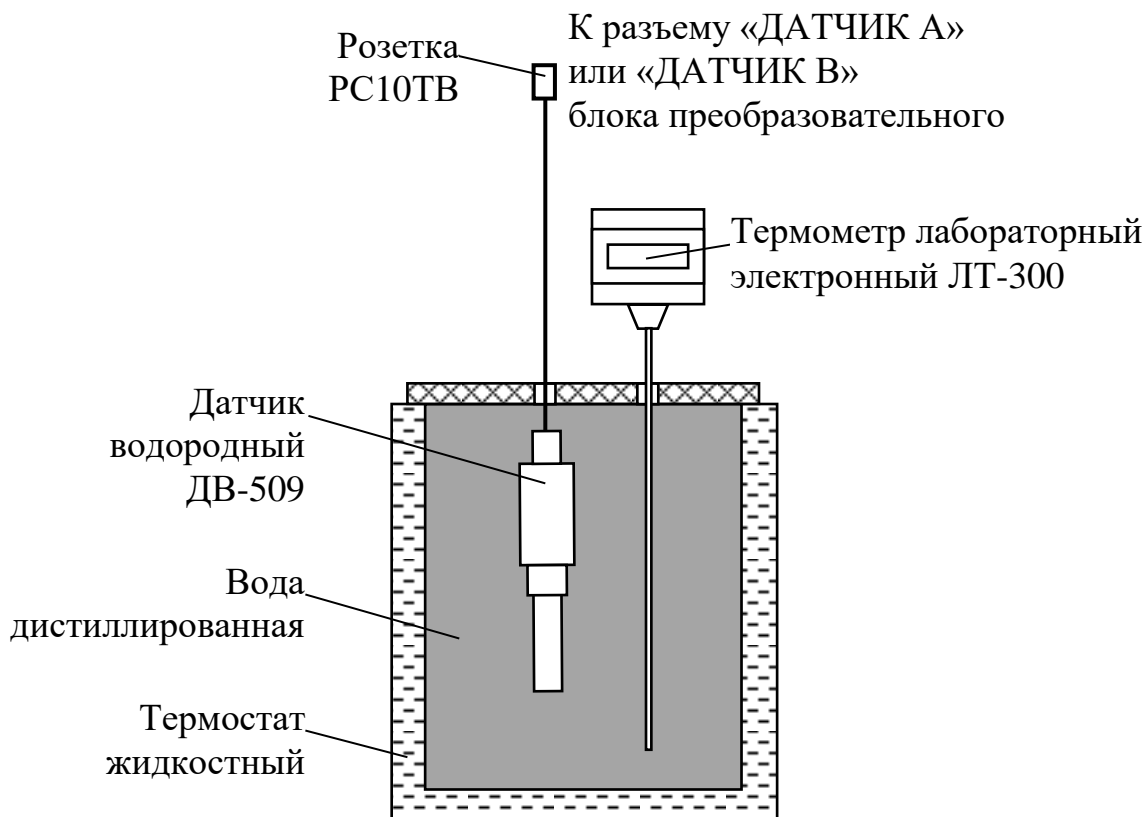 Розетка
РС10ТВ
К разъему «ДАТЧИК А»
или «ДАТЧИК В»
блока преобразовательного
Термометр лабораторный
электронный ЛТ-300
Датчик
водородный
ДВ-509
Вода
дистиллированная
Термостат
жидкостный